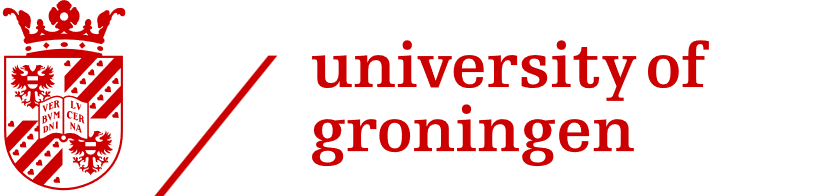 VER LV
BVM CER
DNI NA
university of
groningen